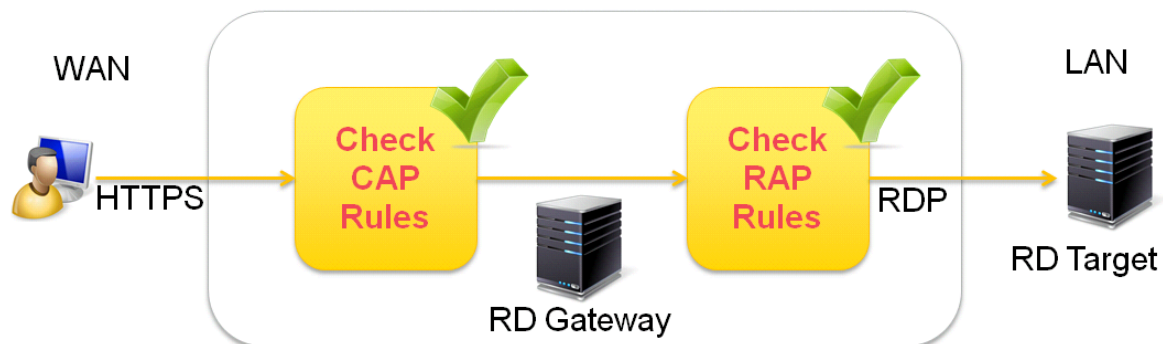 WAN
LAN
HTTPS
Check
CAP
Rules
Check
RAP
Rules
RDP
RD Gateway
RD Target